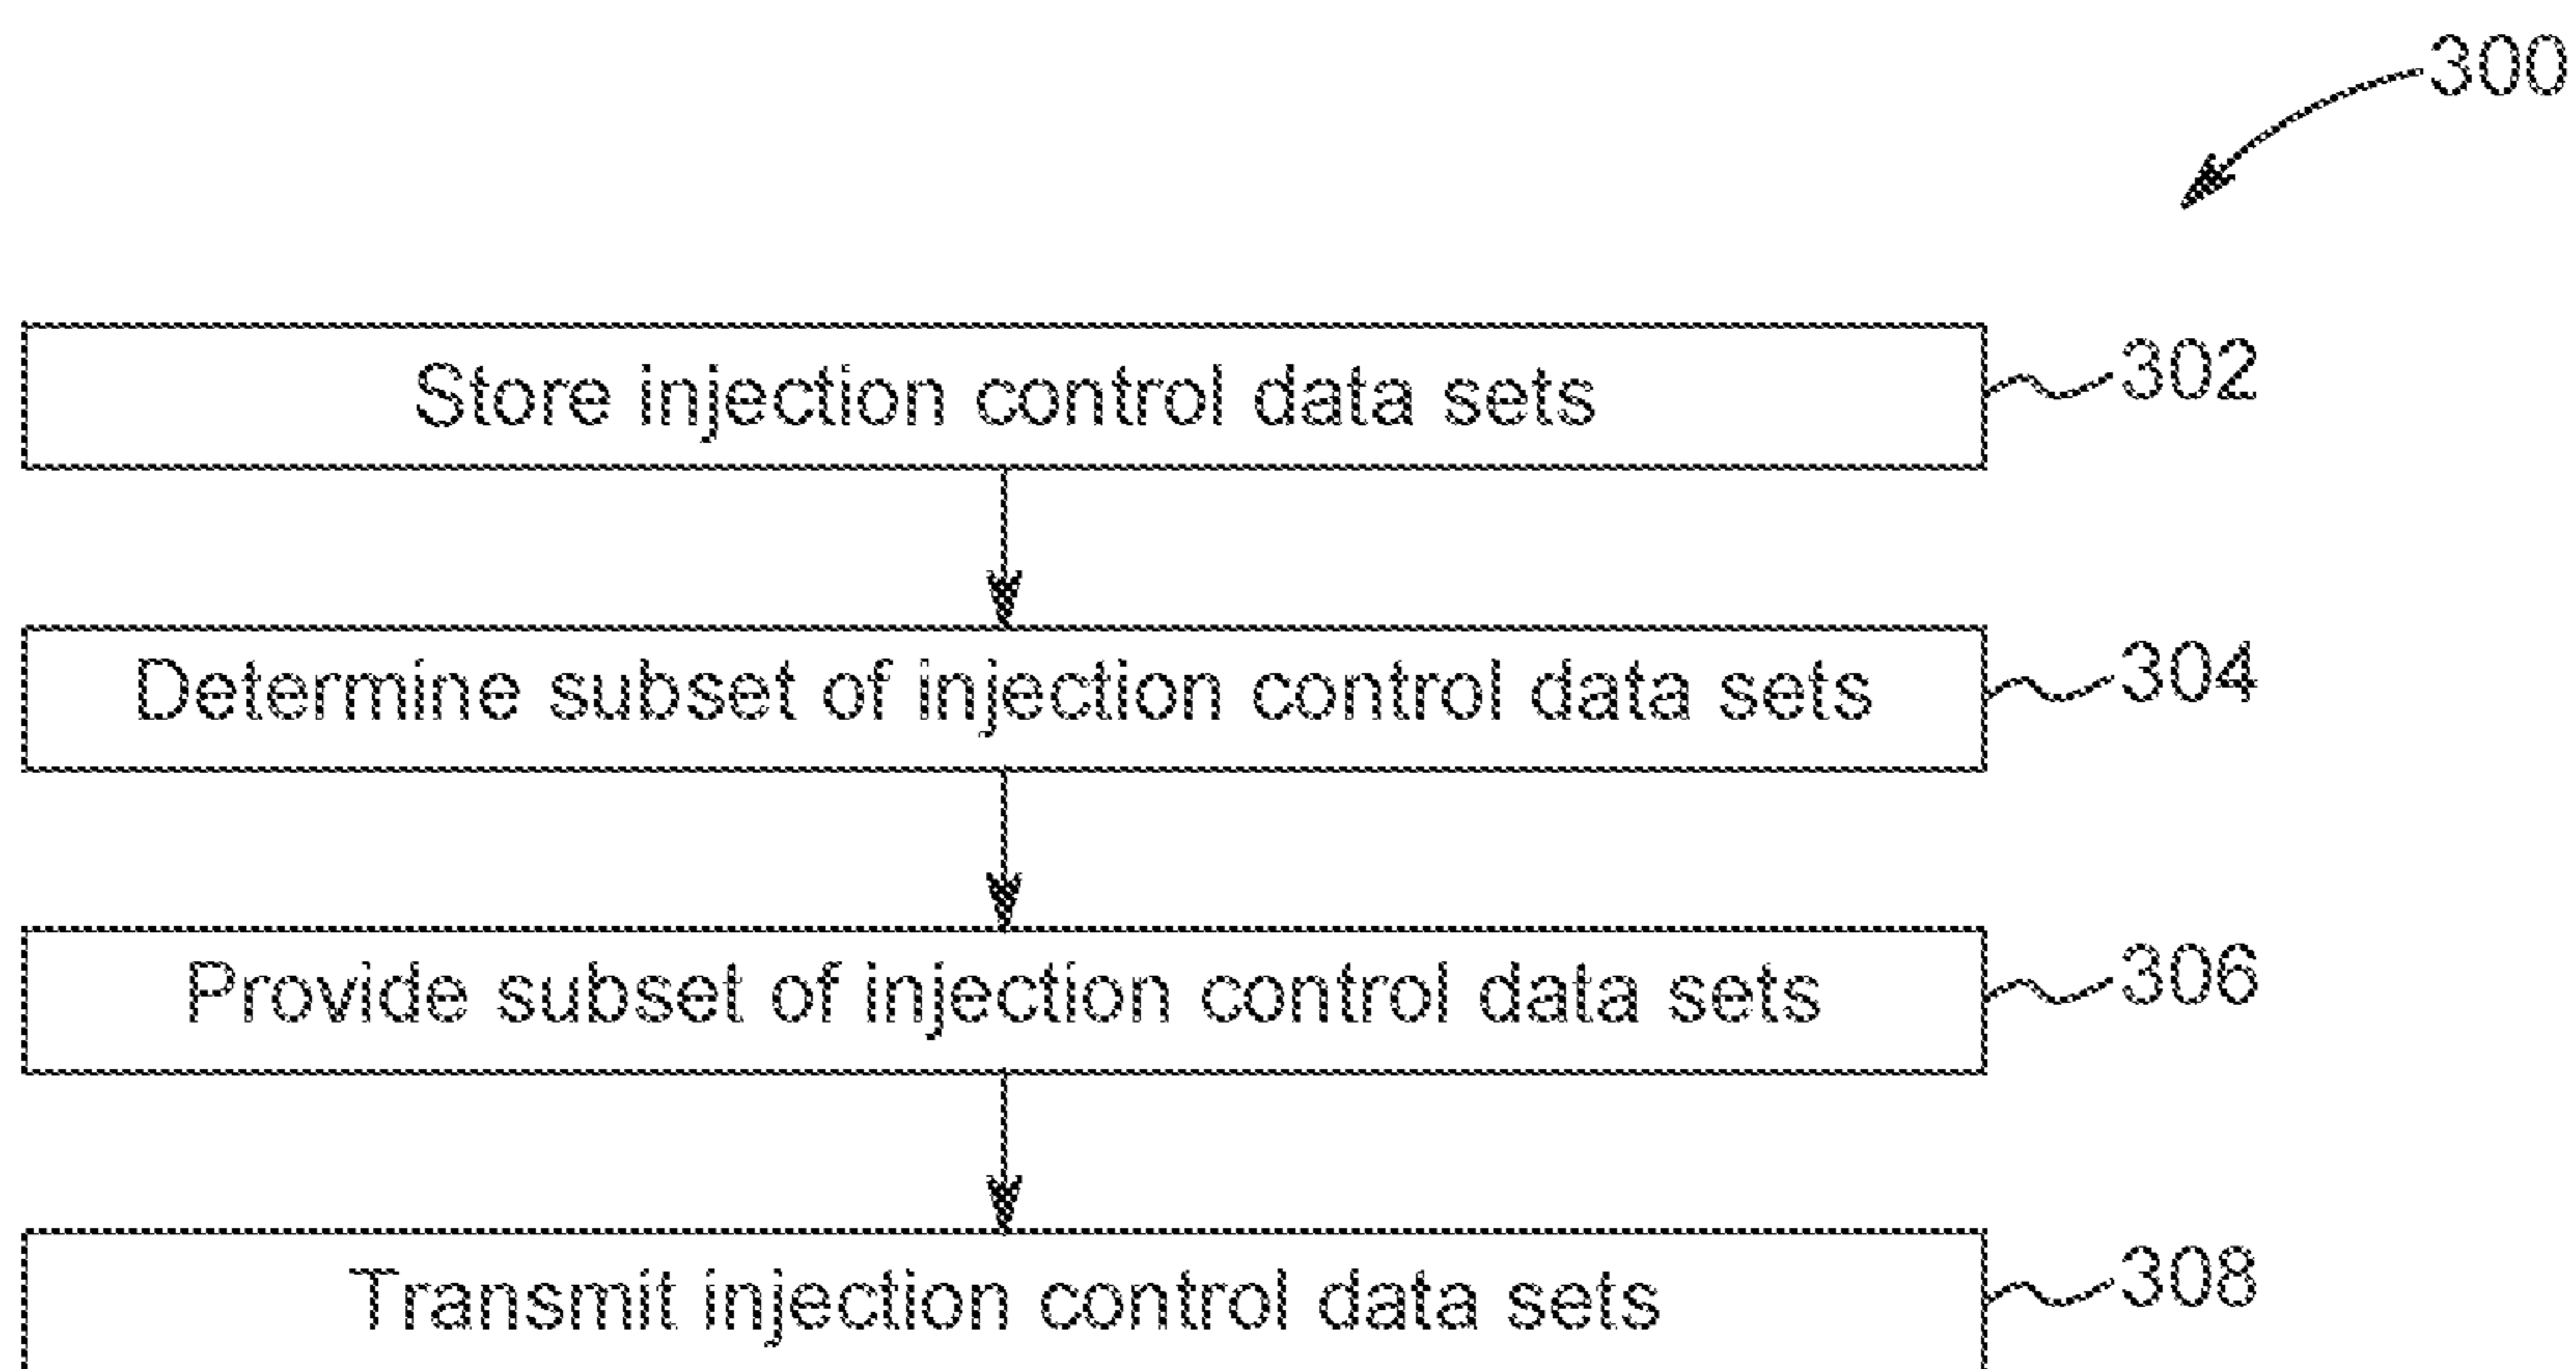 300
Store injection control data sets
302
Determine subset of injection control data sets
304
Provide subset of injection control data sets
306
Transmit injection control data sets
308